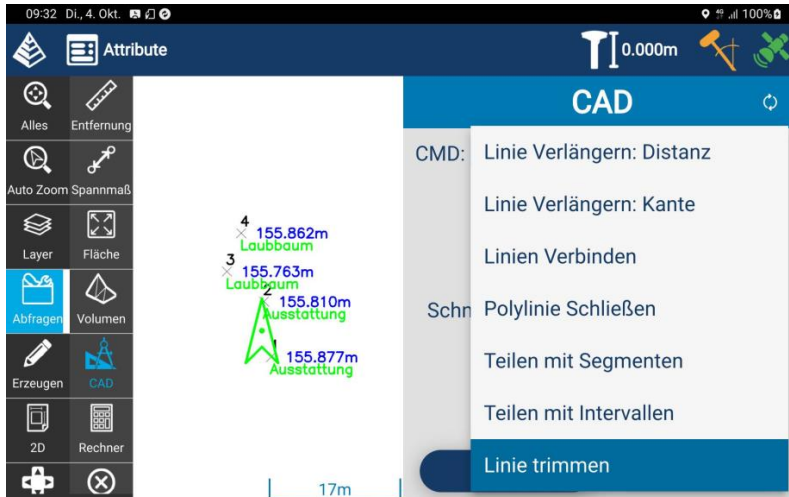 09:32 Di., 4. Okt. 4G 100%
Attribute 0.000m
CAD
Alles Entfernung
Auto Zoom Spannmaß
Layer Fläche
Abfragen Volumen
Erzeugen CAD
2D Rechner
4 155.862m
Laubbaum
3 155.763m
Laubbaum
2 155.810m
Ausstattung
155.877m
Ausstattung
17m
CMD:
Schn
Linie Verlängern: Distanz
Linie Verlängern: Kante
Linien Verbinden
Polylinie Schließen
Teilen mit Segmenten
Teilen mit Intervallen
Linie trimmen